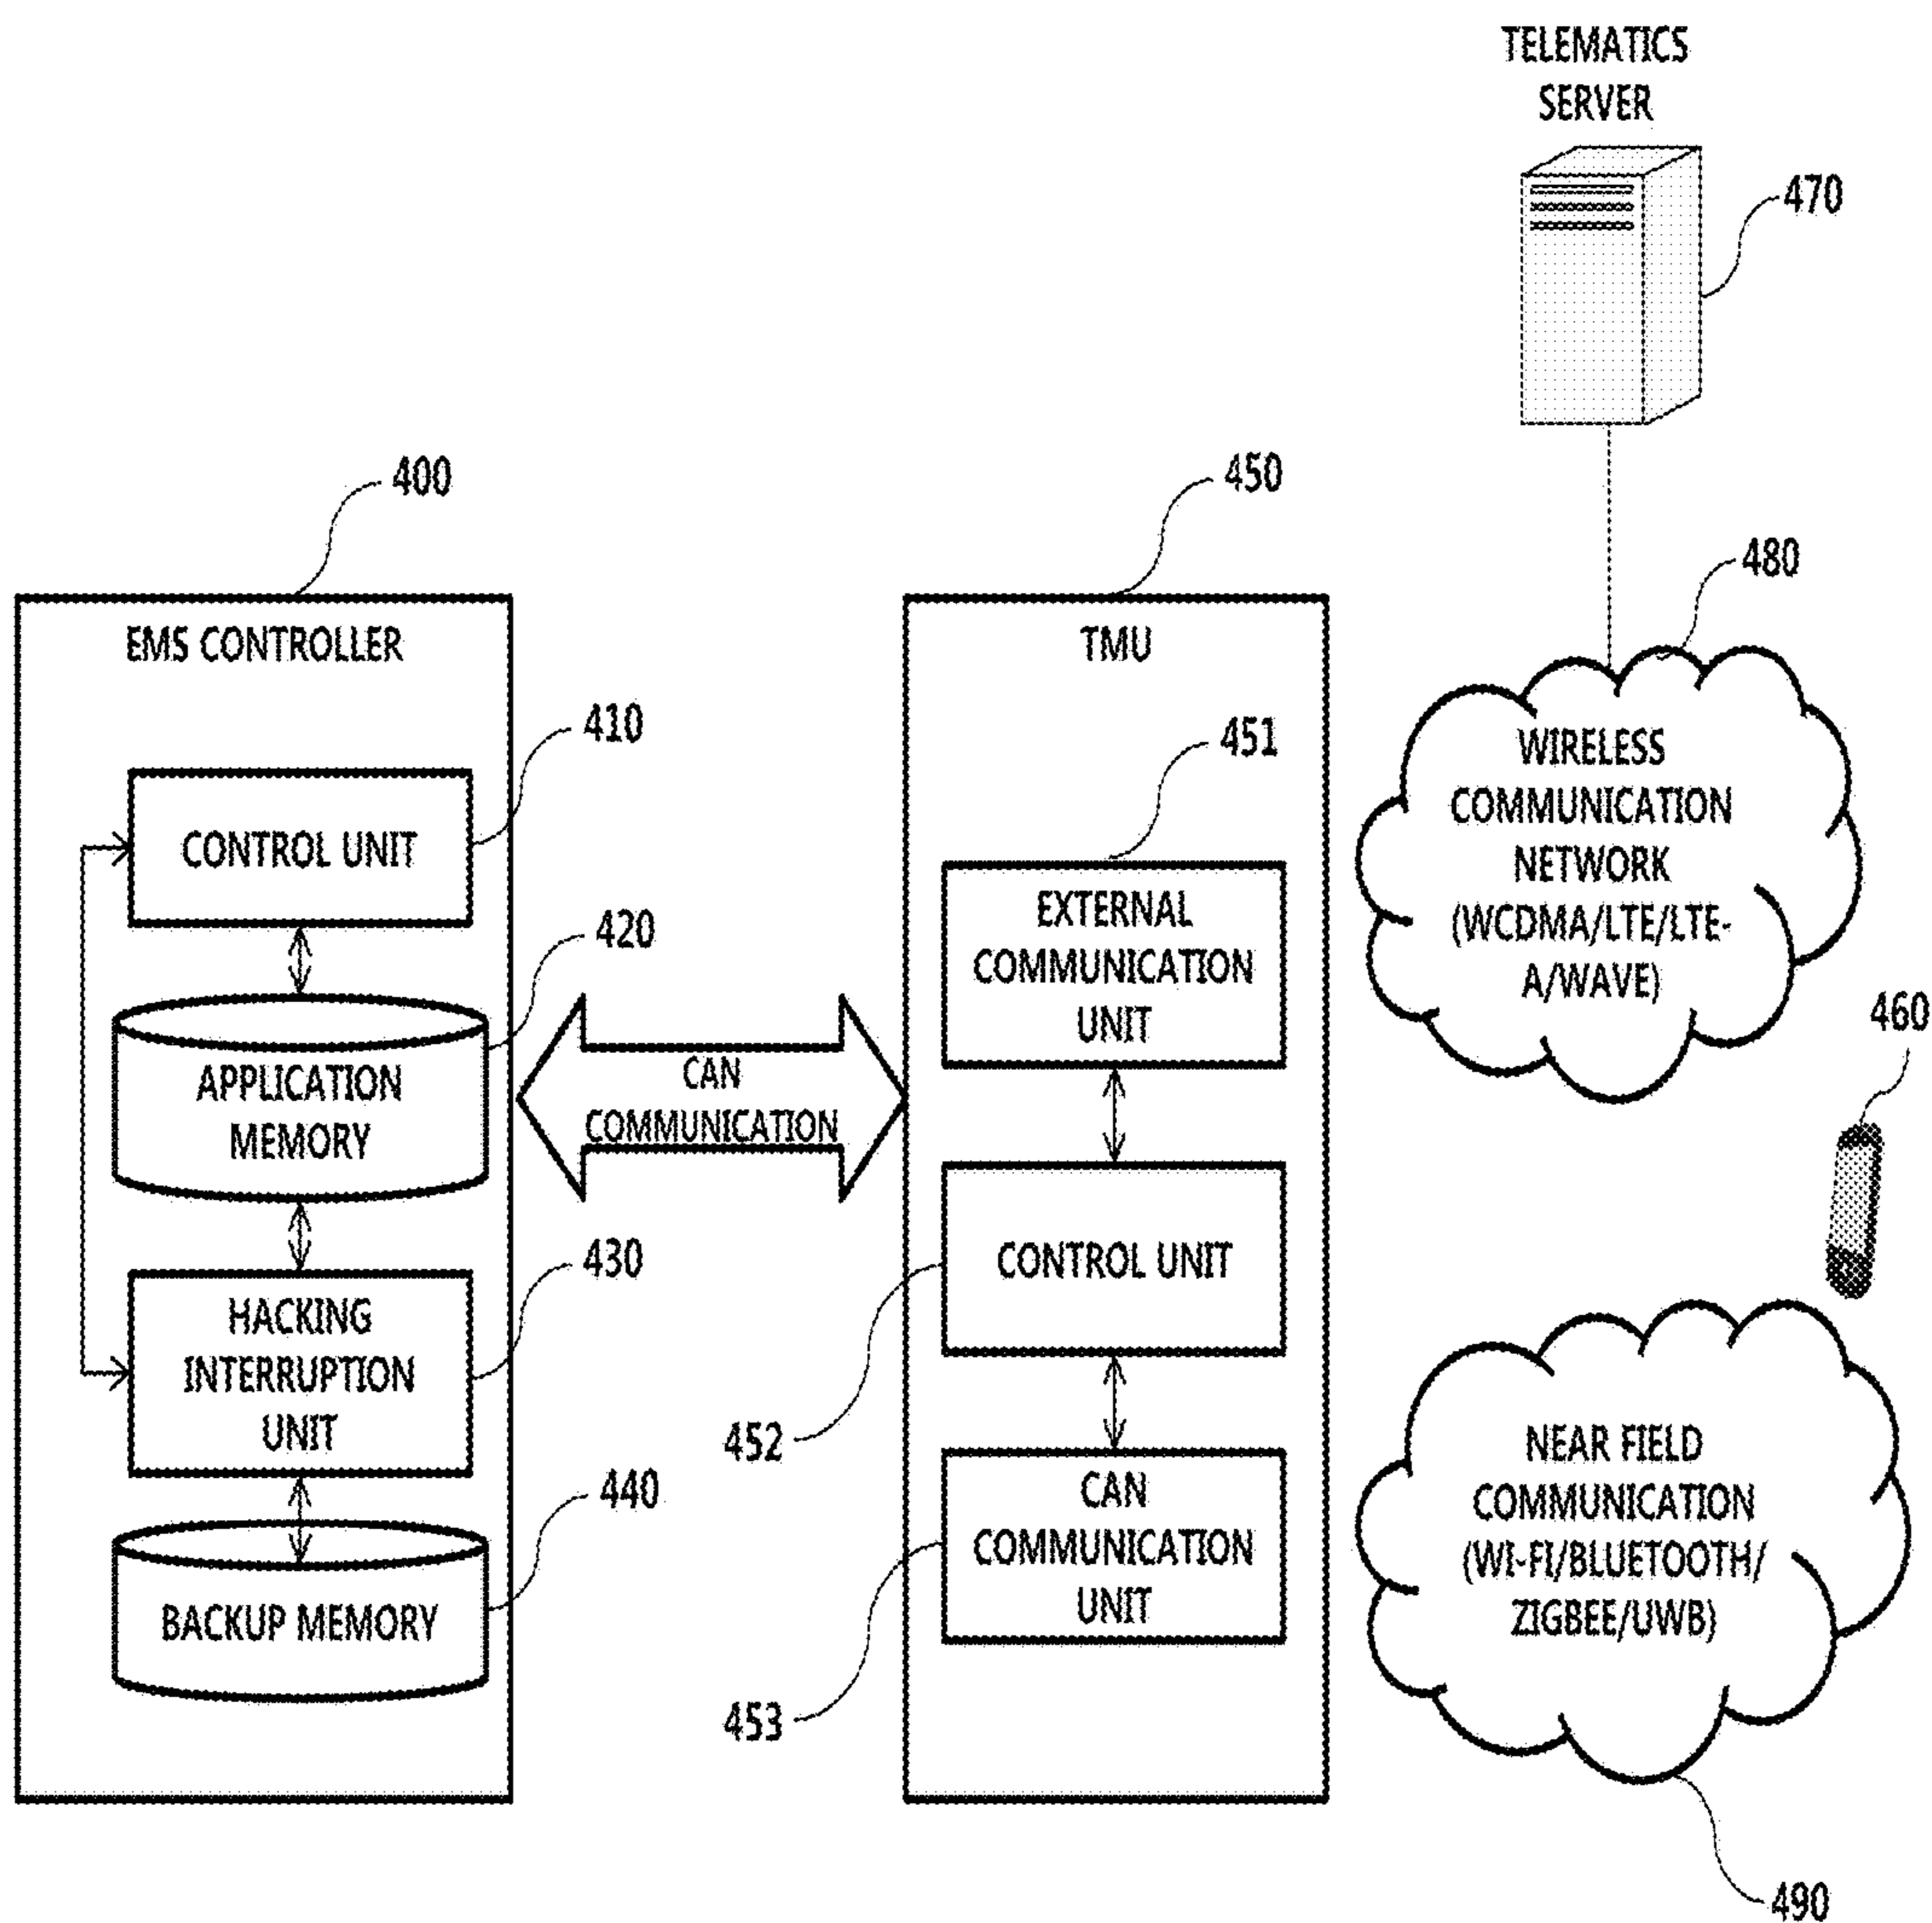 TELEMATICS
SERVER
470
400
450
480
EMS CONTROLLER
TMU
410
451
WIRELESS
COMMUNICATION
NETWORK
(WCDMA/LTE/LTE-
A/WAVE)
CONTROL UNIT
420
EXTERNAL
COMMUNICATION
UNIT
460
APPLICATION
MEMORY
CAN
COMMUNICATION
430
CONTROL UNIT
HACKING
INTERRUPTION
UNIT
452
440
CAN
COMMUNICATION
UNIT
NEAR FIELD
COMMUNICATION
(WI-FI/BLUETOOTH/
ZIGBEE/UWB)
BACKUP MEMORY
453
490